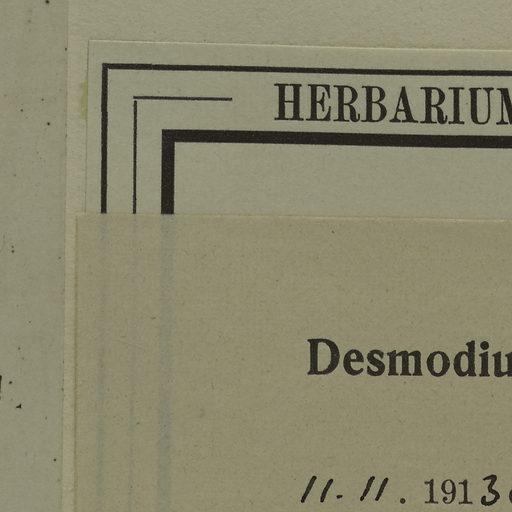 HERBARIUM
Desmodiu
11. 11. 1913